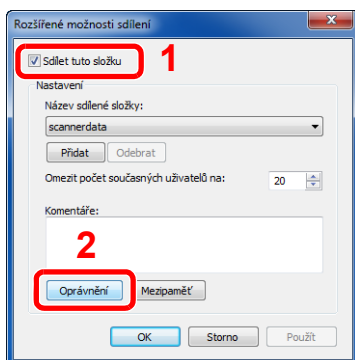 Rozšířené možnosti sdílení
Sdílet tuto složku
1
Nastavení
Název sdílené složky:
scannerdata
Přidat Odebrat
Omezit počet současných uživatelů na: 20
Komentáře:
2
Oprávnění Mezipaměť
OK Storno Použít